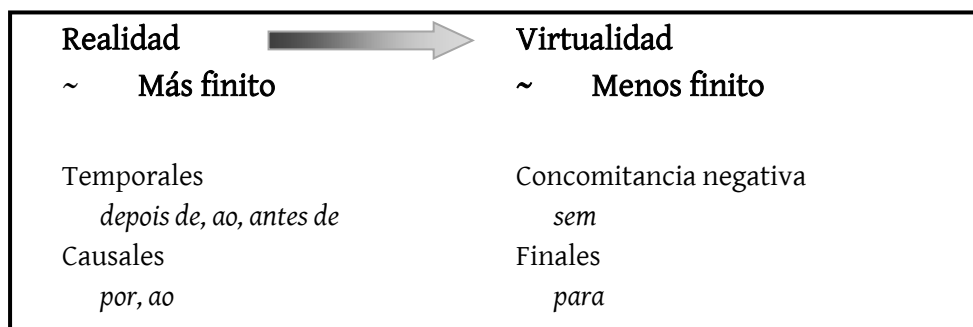 Realidad Virtualidad
~ Más finito ~ Menos finito
Temporales Concomitancia negativa
depois de, ao, antes de sem
Causales Finales
por, ao para